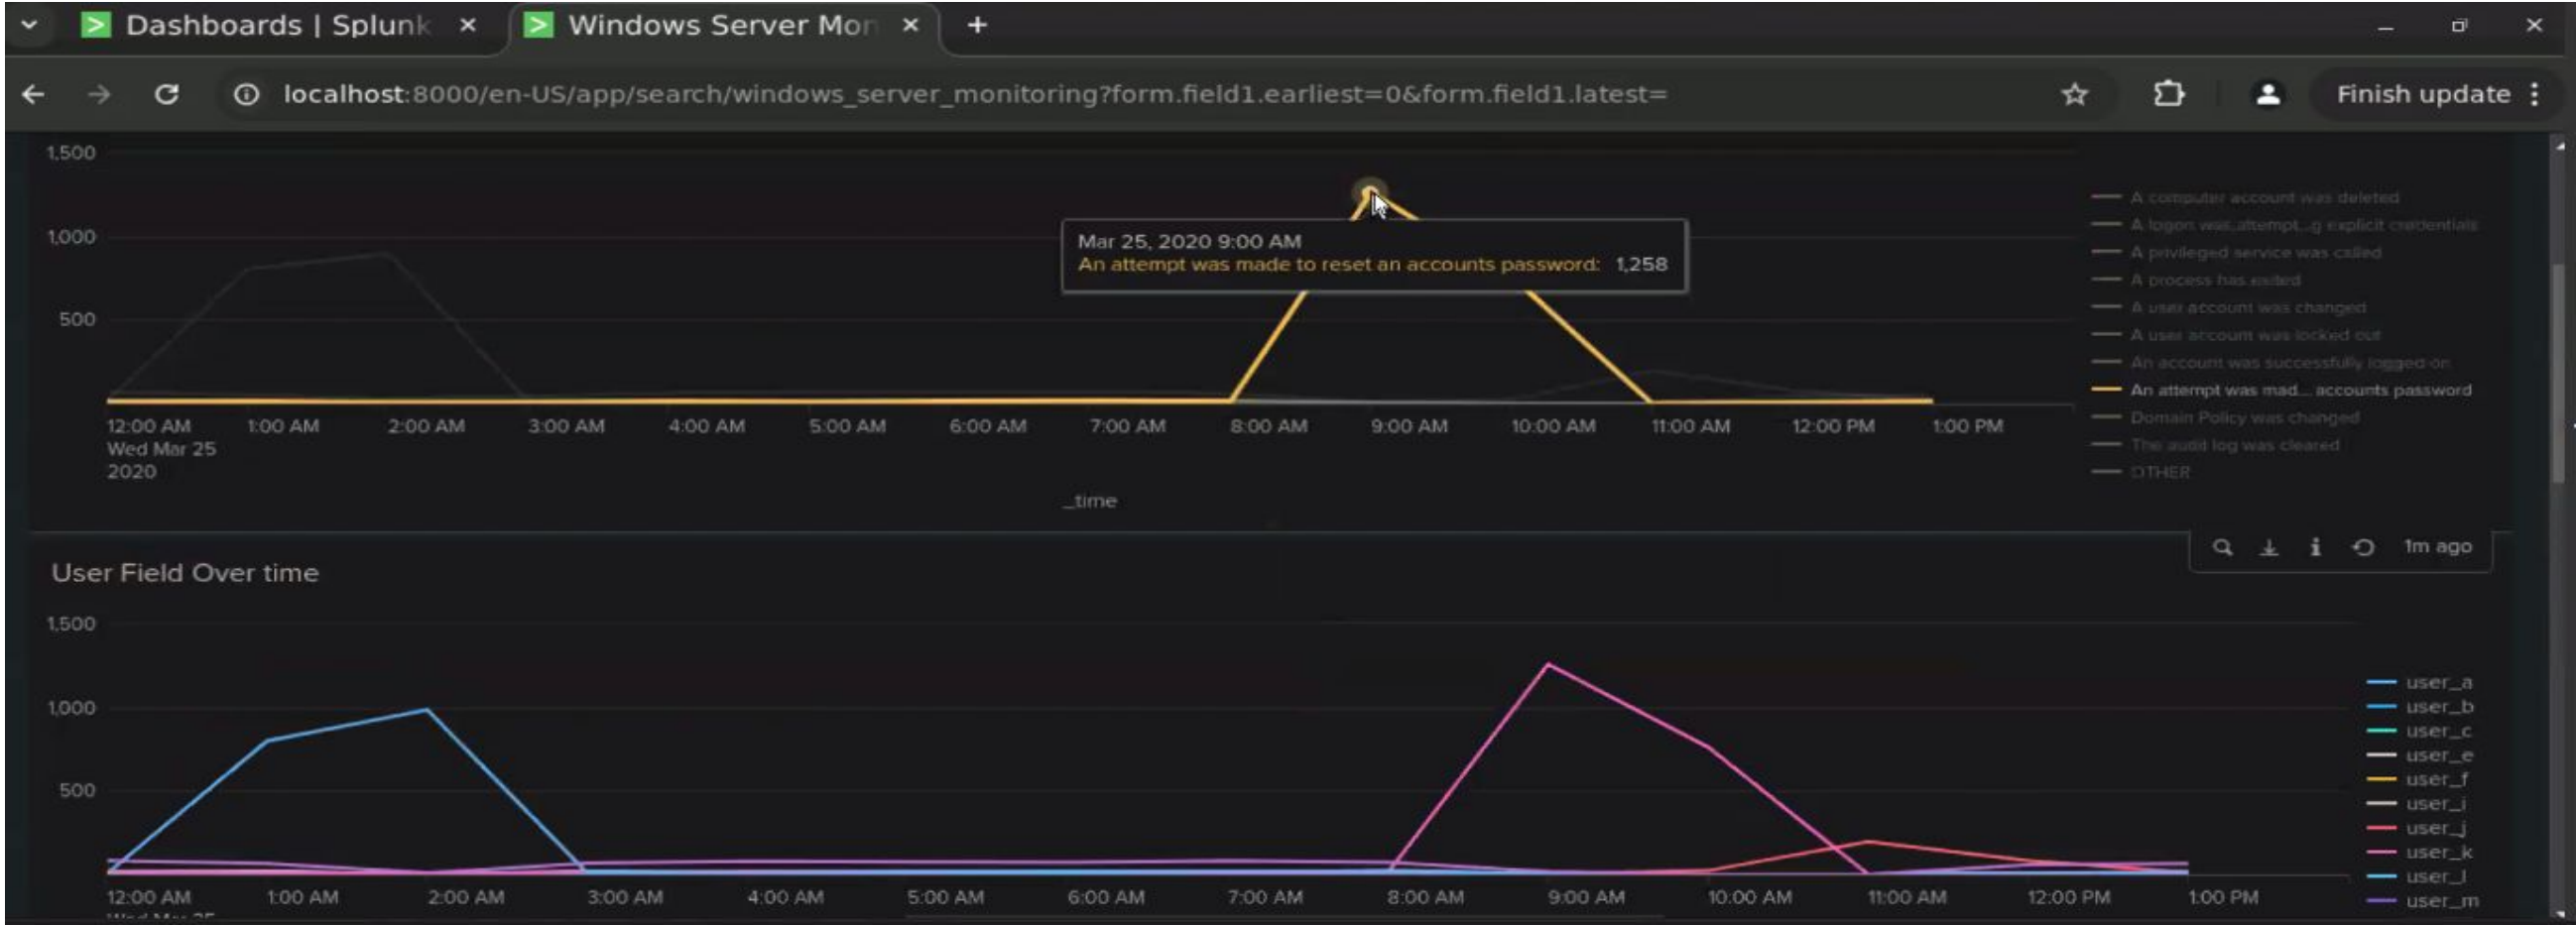 Dashboards | Splunk
Windows Server Mon
localhost:8000/en-US/app/search/windows_server_monitoring?form.field1.earliest=0&form.field1.latest=
Finish update
1,500
1,000
500
Mar 25, 2020 9:00 AM
An attempt was made to reset an accounts password: 1,258
A computer account was deleted
A logon was attempt...g explicit credentials
A privileged service was called
A process has exited
A user account was changed
A user account was locked out
An account was successfully logged on
An attempt was mad... accounts password
Domain Policy was changed
The audit log was cleared
OTHER
12:00 AM 1:00 AM 2:00 AM 3:00 AM 4:00 AM 5:00 AM 6:00 AM 7:00 AM 8:00 AM 9:00 AM 10:00 AM 11:00 AM 12:00 PM 1:00 PM
Wed Mar 25
2020
_time
1m ago
User Field Over time
1,500
1,000
500
user_a
user_b
user_c
user_e
user_f
user_i
user_j
user_k
user_l
user_m
12:00 AM 1:00 AM 2:00 AM 3:00 AM 4:00 AM 5:00 AM 6:00 AM 7:00 AM 8:00 AM 9:00 AM 10:00 AM 11:00 AM 12:00 PM 1:00 PM